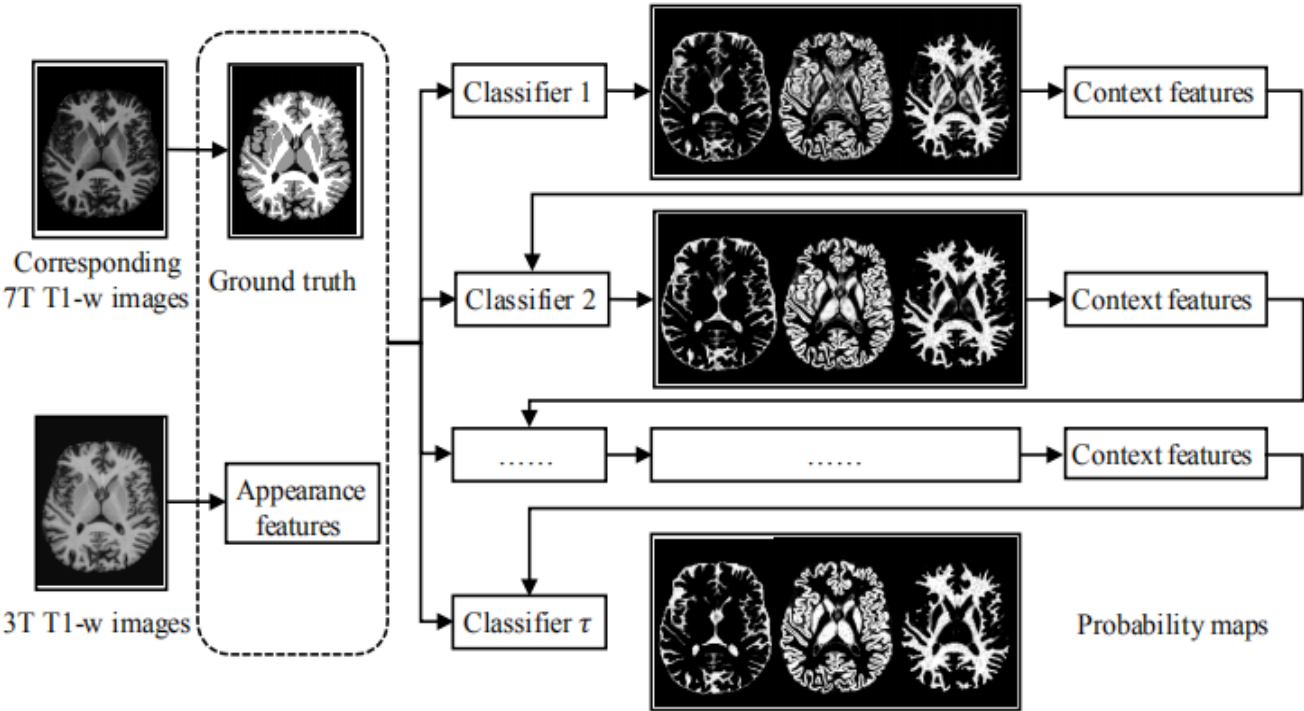 Corresponding
7T T1-w images
Ground truth
3T T1-w images
Appearance
features
Classifier 1
Context features
Classifier 2
Context features
……
……
Context features
Classifier τ
Probability maps